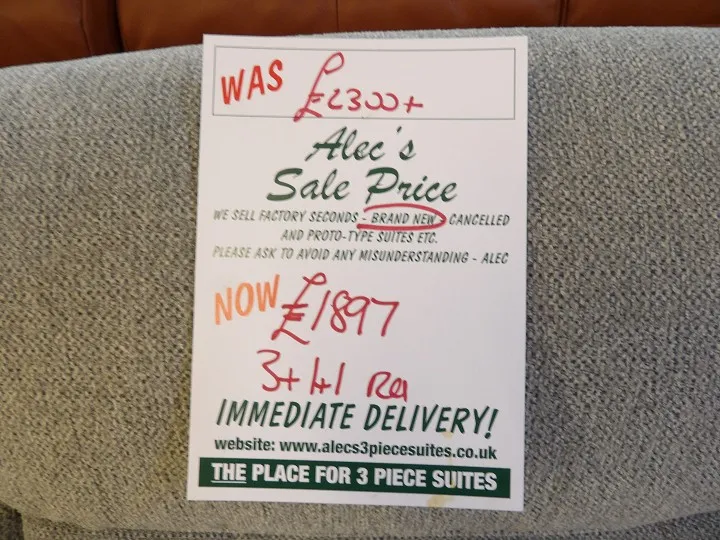 WAS £2300+
Alec's
Sale Price
WE SELL FACTORY SECONDS - BRAND NEW - CANCELLED
AND PROTO-TYPE SUITES ETC.
PLEASE ASK TO AVOID ANY MISUNDERSTANDING - ALEC
NOW £1897
3+1+1
IMMEDIATE DELIVERY!
website: www.alecs3piecesuites.co.uk
THE PLACE FOR 3 PIECE SUITES